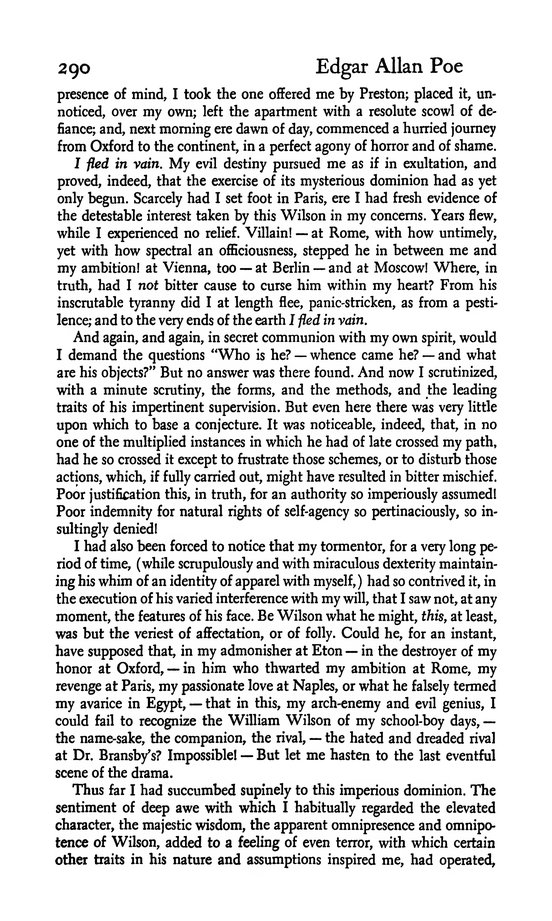 290 Edgar Allan Poe
presence of mind, I took the one offered me by Preston; placed it, un-
noticed, over my own; left the apartment with a resolute scowl of de-
fiance; and, next morning ere dawn of day, commenced a hurried journey
from Oxford to the continent, in a perfect agony of horror and of shame.
I fled in vain. My evil destiny pursued me as if in exultation, and
proved, indeed, that the exercise of its mysterious dominion had as yet
only begun. Scarcely had I set foot in Paris, ere I had fresh evidence of
the detestable interest taken by this Wilson in my concerns. Years flew,
while I experienced no relief. Villain! — at Rome, with how untimely,
yet with how spectral an officiousness, stepped he in between me and
my ambition! at Vienna, too — at Berlin — and at Moscow! Where, in
truth, had I not bitter cause to curse him within my heart? From his
inscrutable tyranny did I at length flee, panic-stricken, as from a pesti-
lence; and to the very ends of the earth I fled in vain.
And again, and again, in secret communion with my own spirit, would
I demand the questions "Who is he? — whence came he? — and what
are his objects?" But no answer was there found. And now I scrutinized,
with a minute scrutiny, the forms, and the methods, and the leading
traits of his impertinent supervision. But even here there was very little
upon which to base a conjecture. It was noticeable, indeed, that, in no
one of the multiplied instances in which he had of late crossed my path,
had he so crossed it except to frustrate those schemes, or to disturb those
actions, which, if fully carried out, might have resulted in bitter mischief.
Poor justification this, in truth, for an authority so imperiously assumed!
Poor indemnity for natural rights of self-agency so pertinaciously, so in-
sultingly denied!
I had also been forced to notice that my tormentor, for a very long pe-
riod of time, (while scrupulously and with miraculous dexterity maintain-
ing his whim of an identity of apparel with myself,) had so contrived it, in
the execution of his varied interference with my will, that I saw not, at any
moment, the features of his face. Be Wilson what he might, this, at least,
was but the veriest of affectation, or of folly. Could he, for an instant,
have supposed that, in my admonisher at Eton — in the destroyer of my
honor at Oxford, — in him who thwarted my ambition at Rome, my
revenge at Paris, my passionate love at Naples, or what he falsely termed
my avarice in Egypt, — that in this, my arch-enemy and evil genius, I
could fail to recognize the William Wilson of my school-boy days, —
the name-sake, the companion, the rival, — the hated and dreaded rival
at Dr. Bransby's? Impossible! — But let me hasten to the last eventful
scene of the drama.
Thus far I had succumbed supinely to this imperious dominion. The
sentiment of deep awe with which I habitually regarded the elevated
character, the majestic wisdom, the apparent omnipresence and omnipo-
tence of Wilson, added to a feeling of even terror, with which certain
other traits in his nature and assumptions inspired me, had operated,